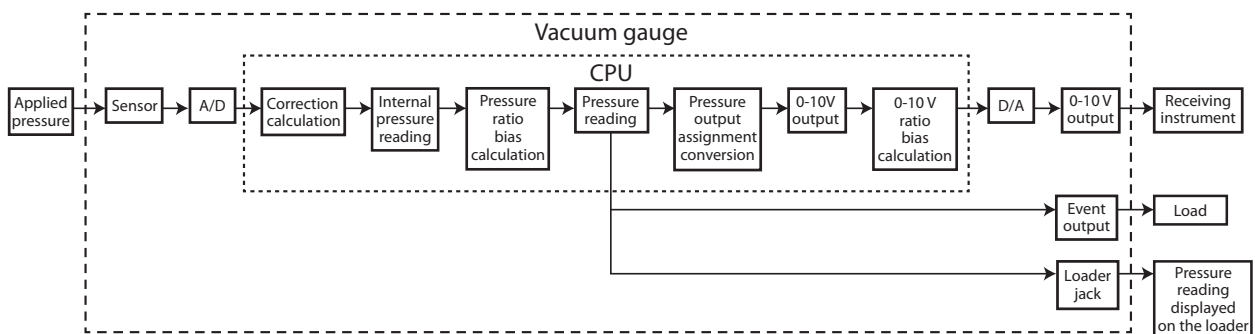 Vacuum gauge
CPU
Applied
pressure
Sensor
A/D
Correction
calculation
Internal
pressure
reading
Pressure
ratio
bias
calculation
Pressure
reading
Pressure
output
assignment
conversion
0-10V
output
0-10 V
ratio
bias
calculation
D/A
0-10 V
output
Receiving
instrument
Event
output
Load
Loader
jack
Pressure
reading
displayed
on the loader